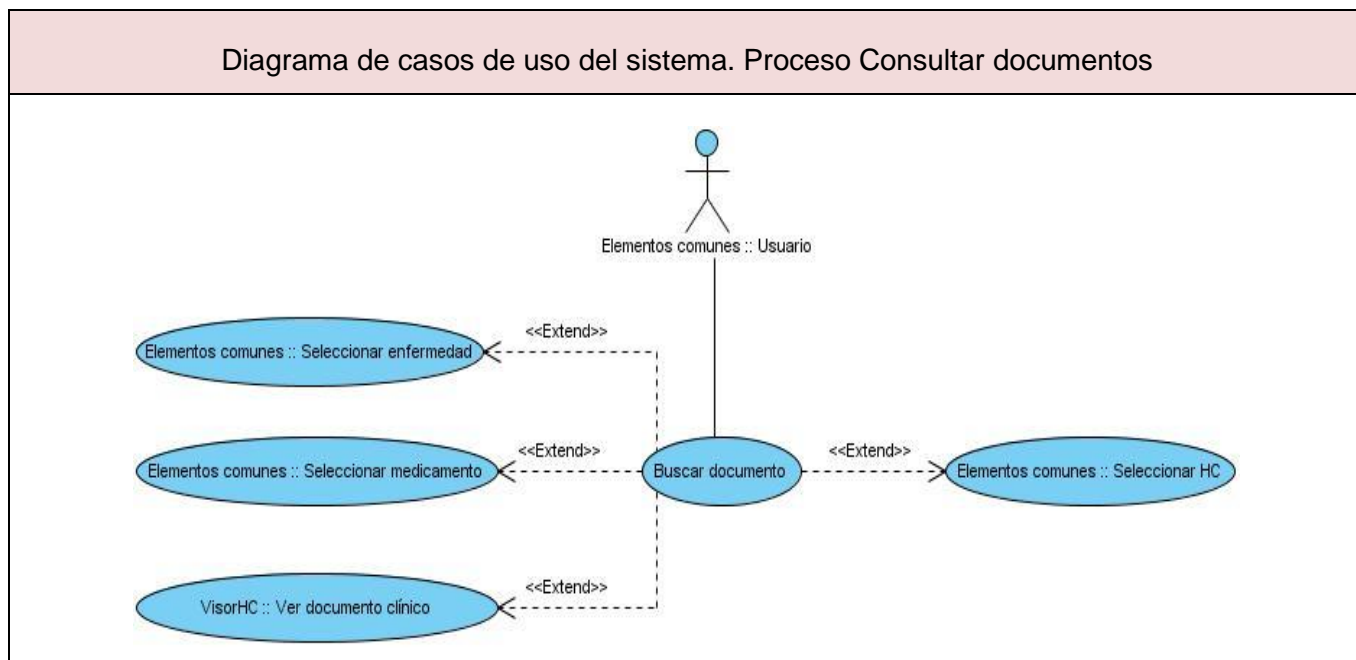 Diagrama de casos de uso del sistema. Proceso Consultar documentos
Elementos comunes :: Usuario
<<Extend>>
Elementos comunes :: Seleccionar enfermedad
<<Extend>>
<<Extend>>
Elementos comunes :: Seleccionar medicamento
Buscar documento
Elementos comunes :: Seleccionar HC
<<Extend>>
VisorHC :: Ver documento clínico